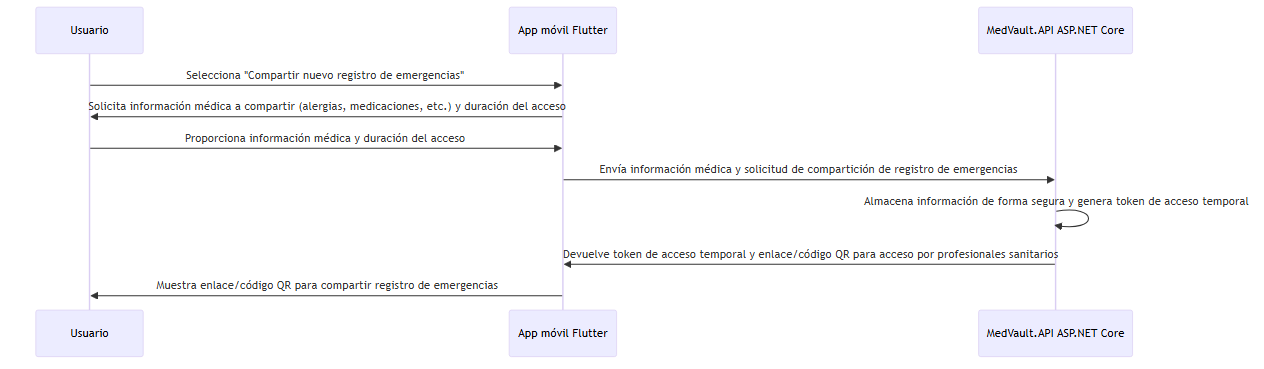 Usuario
App móvil Flutter
MedVault.API ASP.NET Core
Selecciona "Compartir nuevo registro de emergencias"
Solicita información médica a compartir (alergias, medicaciones, etc.) y duración del acceso
Proporciona información médica y duración del acceso
Envía información médica y solicitud de compartición de registro de emergencias
Almacena información de forma segura y genera token de acceso temporal
Devuelve token de acceso temporal y enlace/código QR para acceso por profesionales sanitarios
Muestra enlace/código QR para compartir registro de emergencias
Usuario
App móvil Flutter
MedVault.API ASP.NET Core